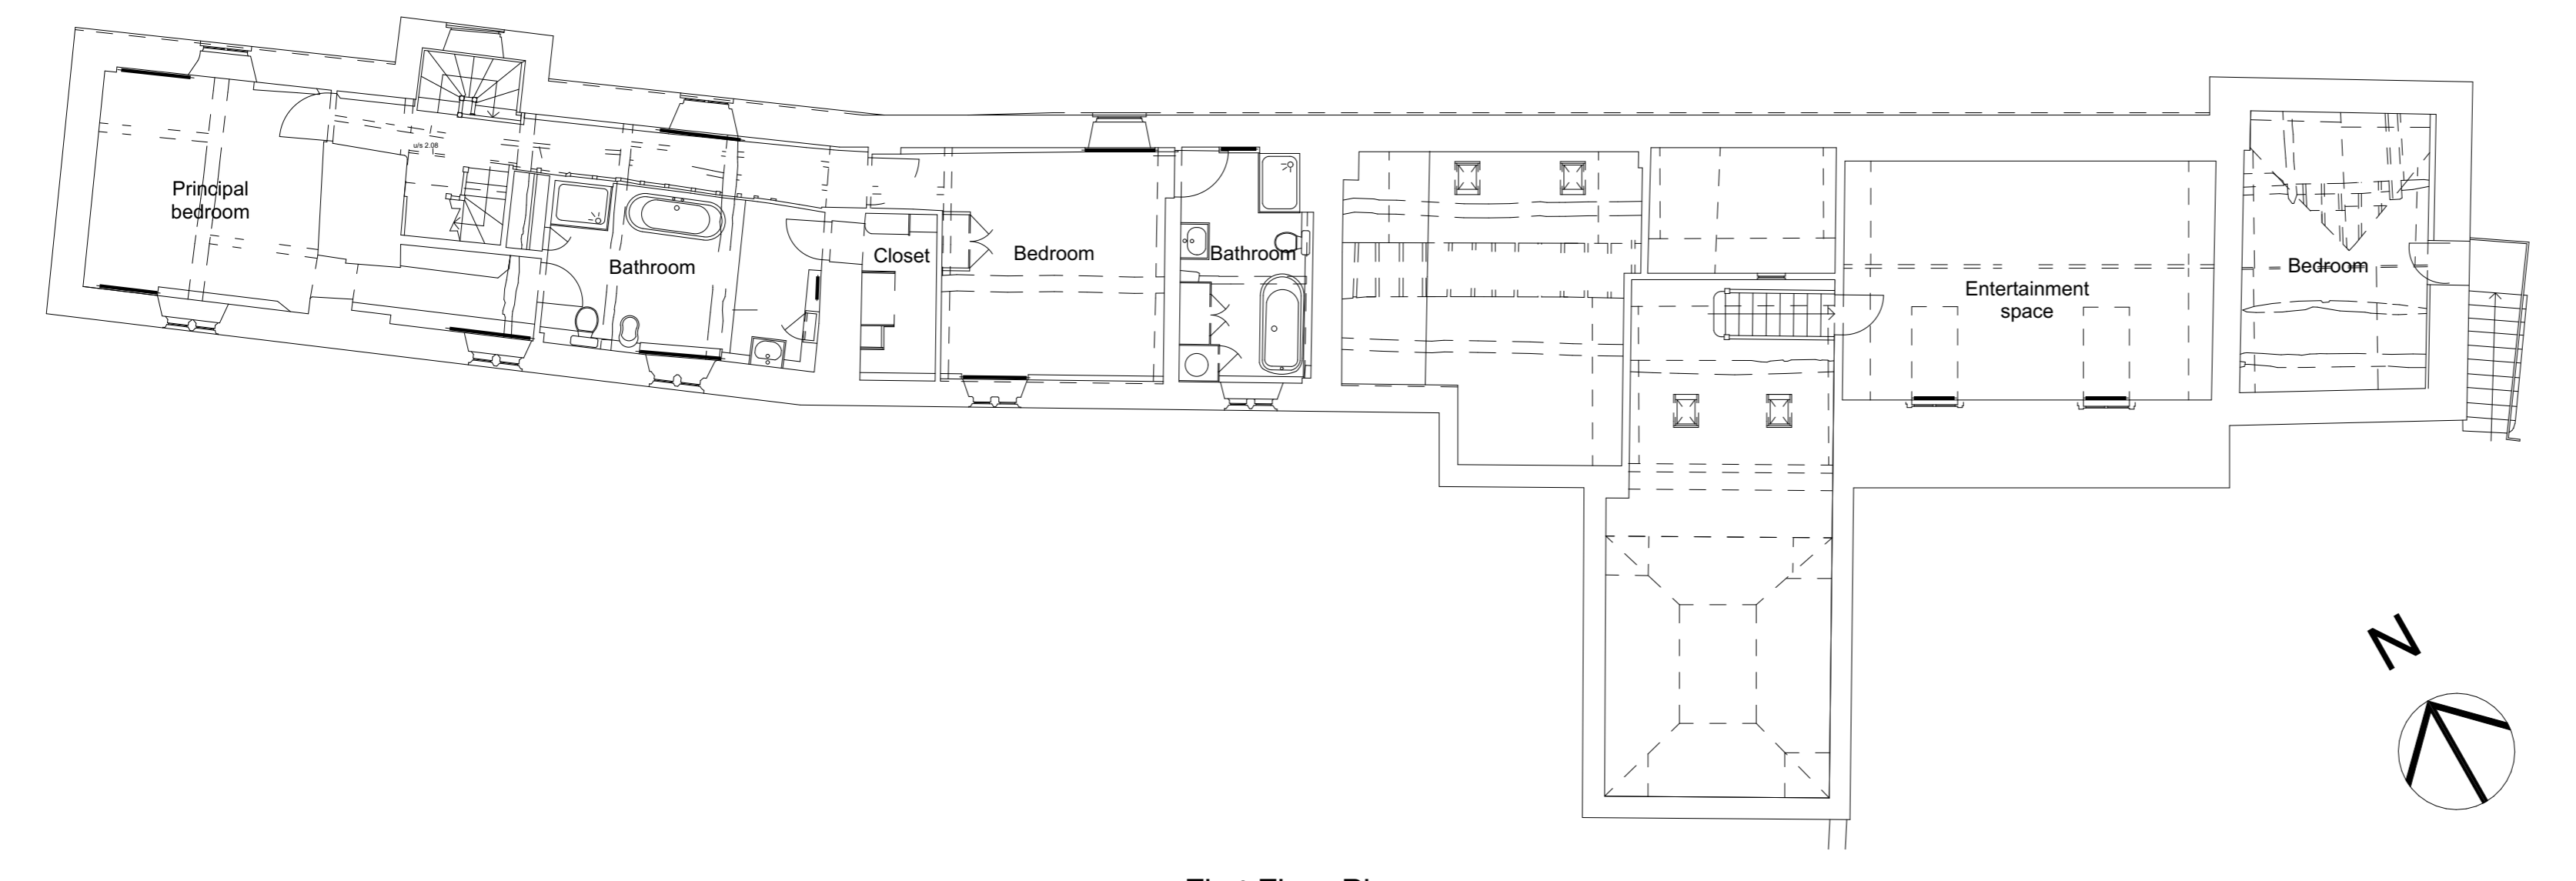 u/s 2.08
Principal
bedroom
Bathroom
Closet
Bedroom
Bathroom
Entertainment
space
Bedroom
N